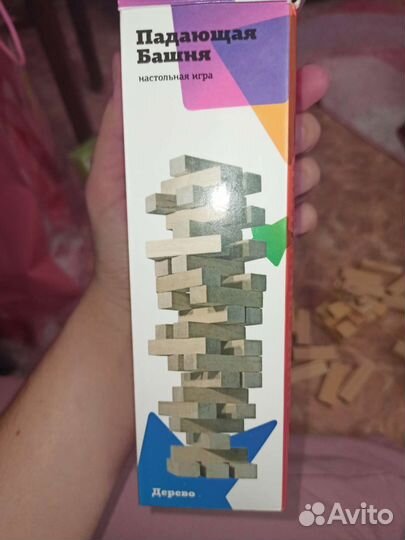 Падающая
Башня
настольная игра
Дерево
Avito